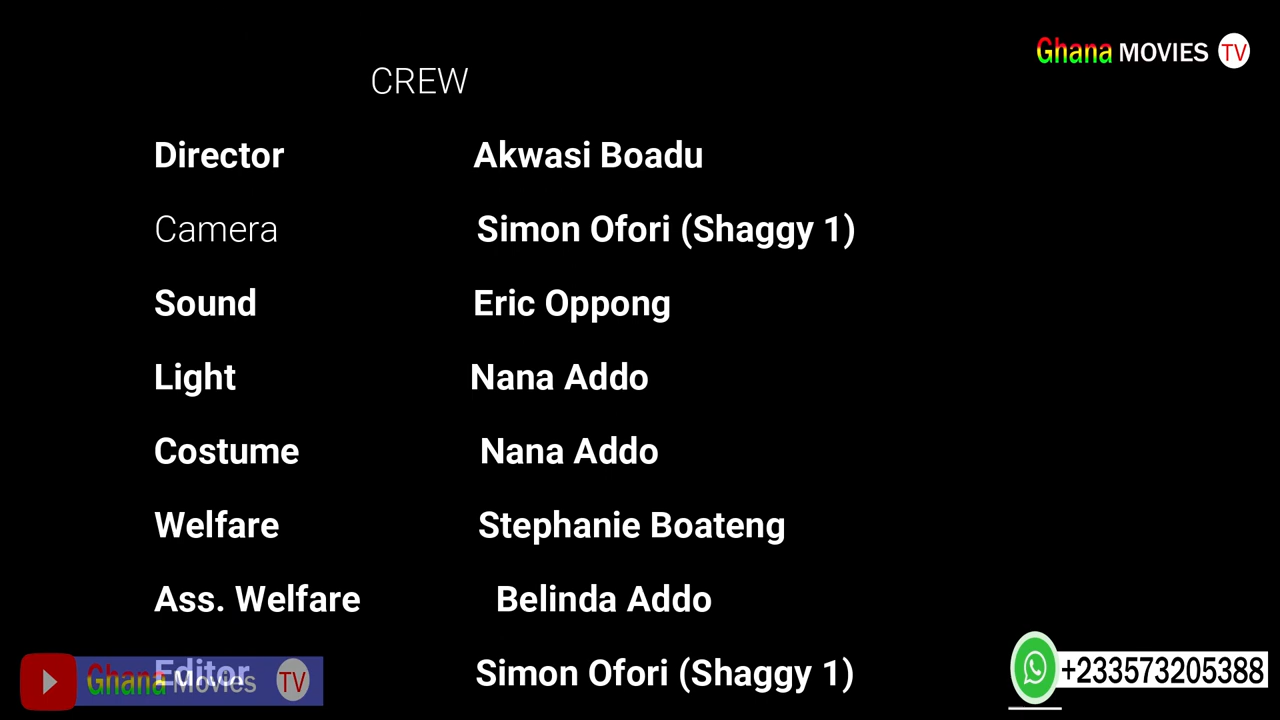 Ghana MOVIES TV
CREW
Director Akwasi Boadu
Camera Simon Ofori (Shaggy 1)
Sound Eric Oppong
Light Nana Addo
Costume Nana Addo
Welfare Stephanie Boateng
Ass. Welfare Belinda Addo
Editor Simon Ofori (Shaggy 1)
Ghana Movies TV
+233573205388